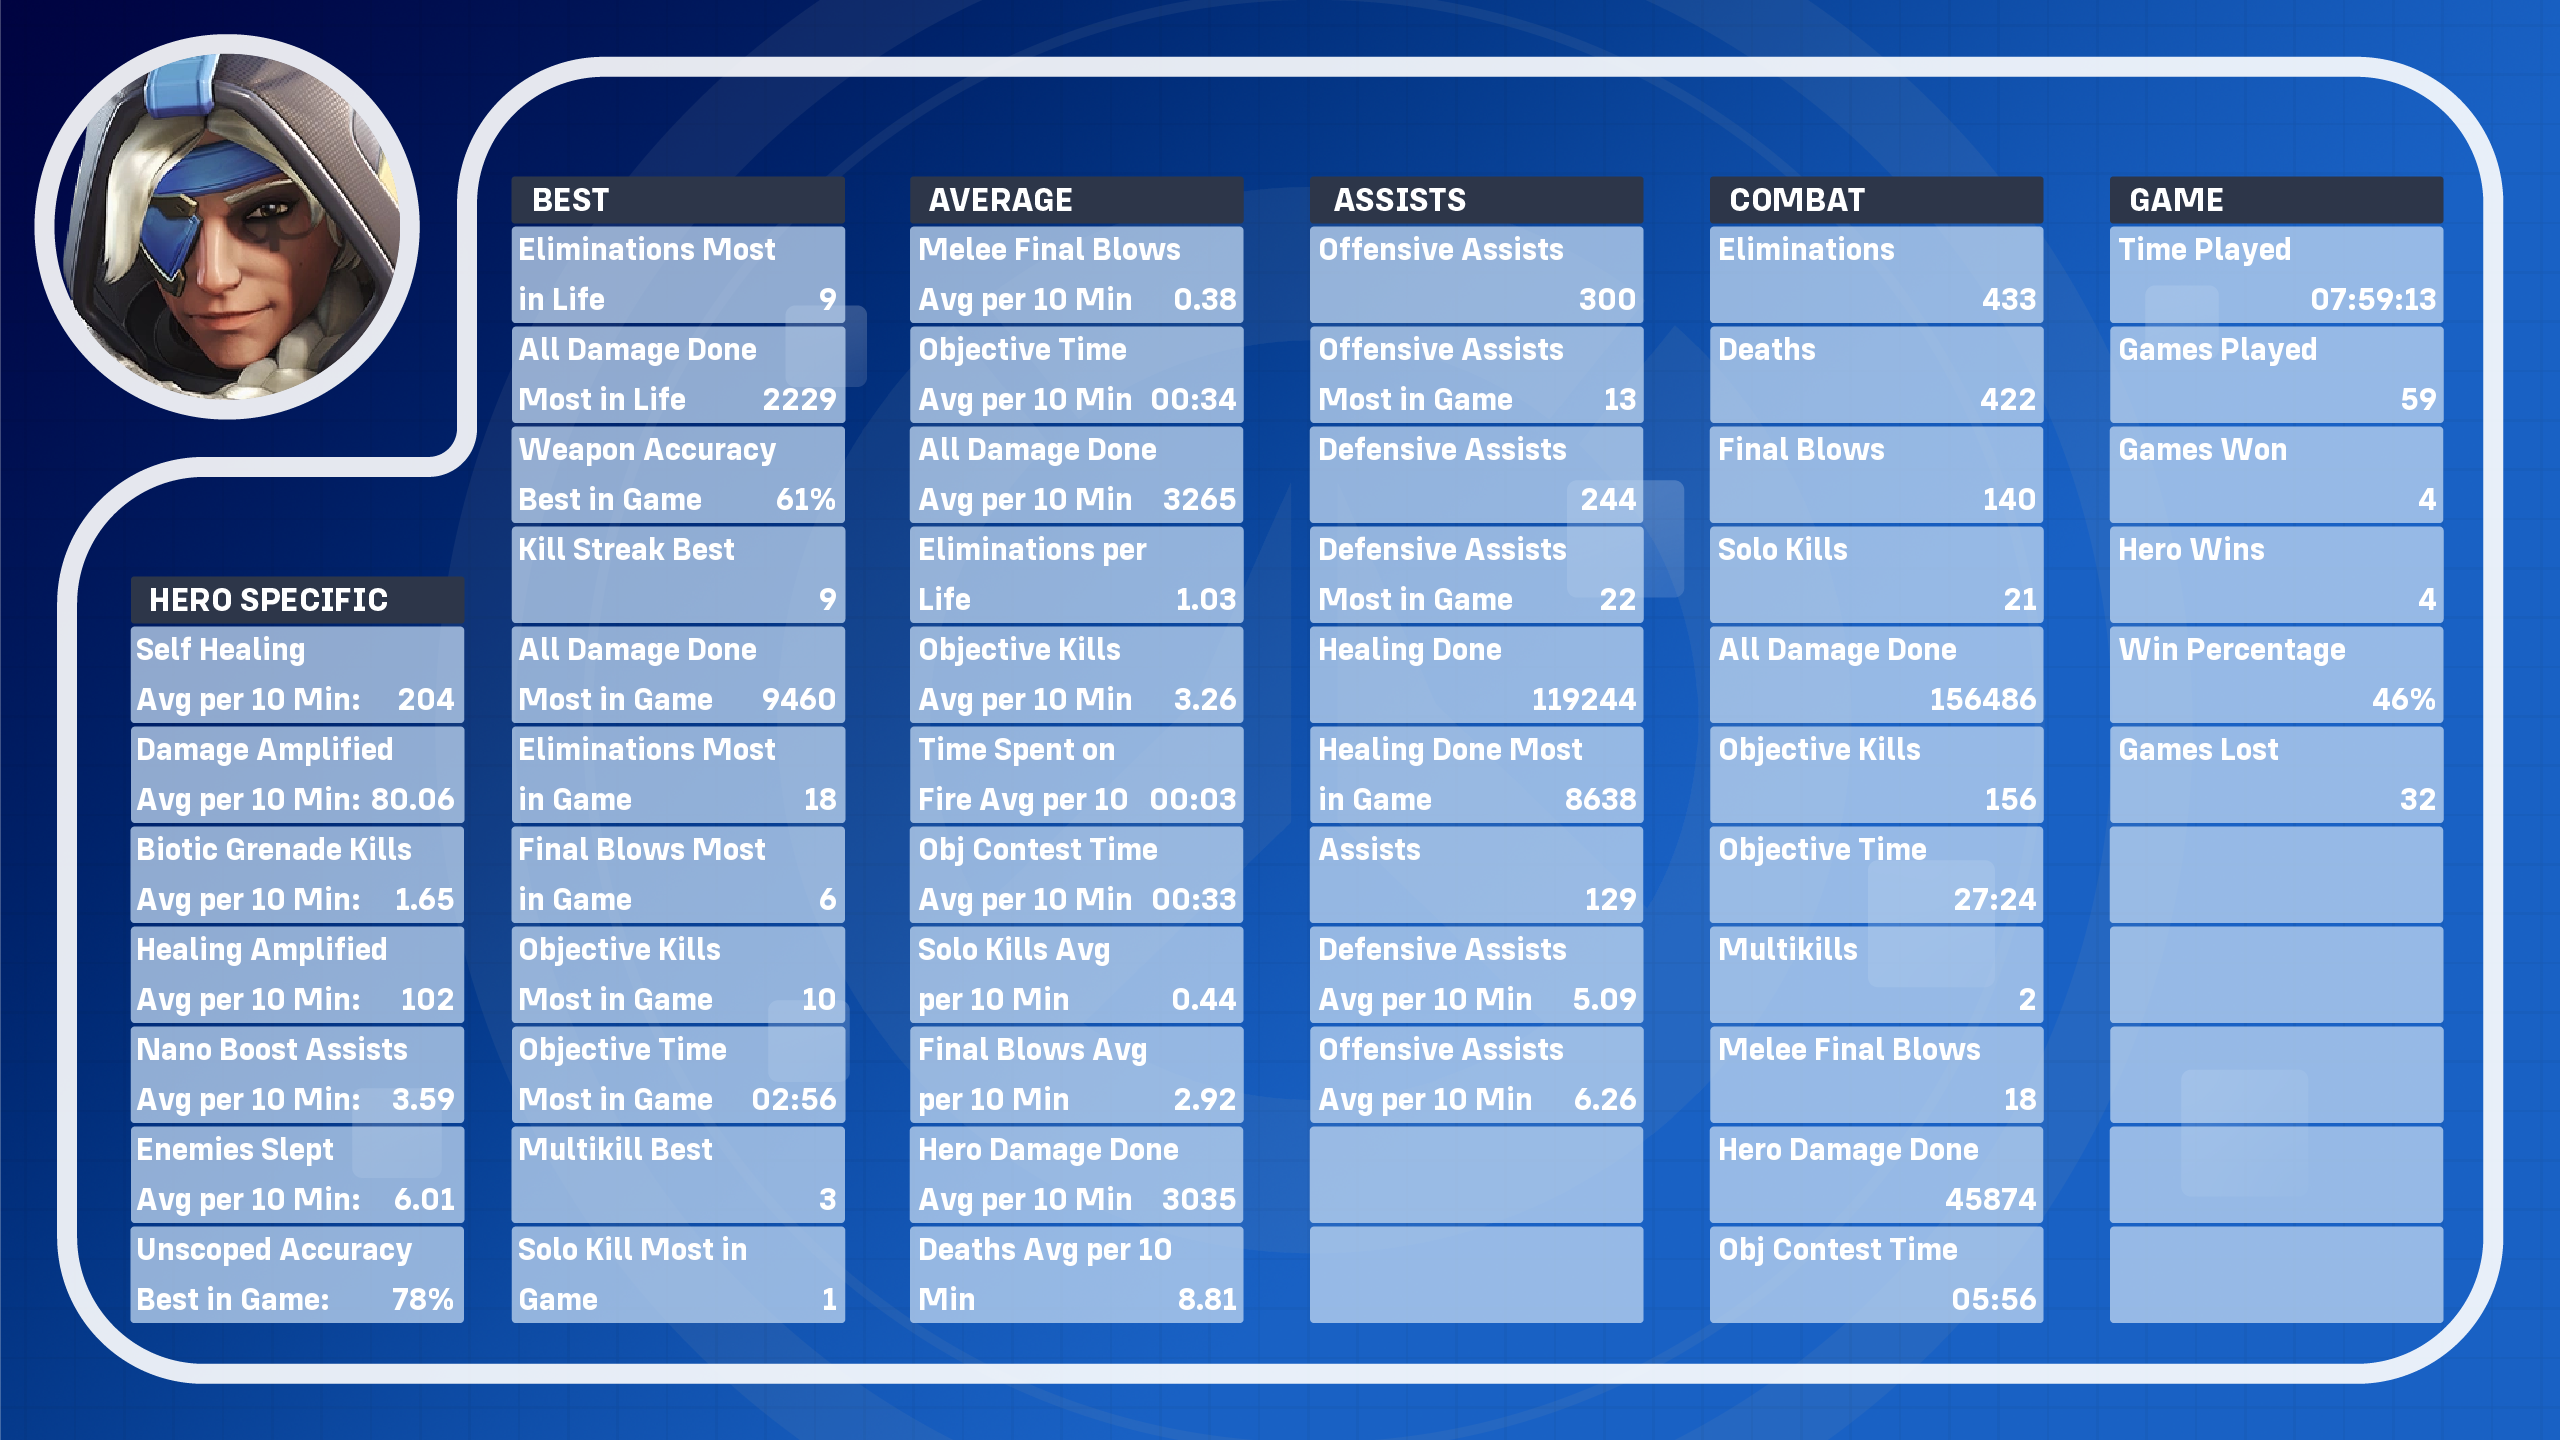 HERO SPECIFIC
Self Healing
Avg per 10 Min: 204
Damage Amplified
Avg per 10 Min: 80.06
Biotic Grenade Kills
Avg per 10 Min: 1.65
Healing Amplified
Avg per 10 Min: 102
Nano Boost Assists
Avg per 10 Min: 3.59
Enemies Slept
Avg per 10 Min: 6.01
Unscoped Accuracy
Best in Game: 78%
BEST
Eliminations Most
in Life 9
All Damage Done
Most in Life 2229
Weapon Accuracy
Best in Game 61%
Kill Streak Best
9
All Damage Done
Most in Game 9460
Eliminations Most
in Game 18
Final Blows Most
in Game 6
Objective Kills
Most in Game 10
Objective Time
Most in Game 02:56
Multikill Best
3
Solo Kill Most in
Game 1
AVERAGE
Melee Final Blows
Avg per 10 Min 0.38
Objective Time
Avg per 10 Min 00:34
All Damage Done
Avg per 10 Min 3265
Eliminations per
Life 1.03
Objective Kills
Avg per 10 Min 3.26
Time Spent on
Fire Avg per 10 00:03
Obj Contest Time
Avg per 10 Min 00:33
Solo Kills Avg
per 10 Min 0.44
Final Blows Avg
per 10 Min 2.92
Hero Damage Done
Avg per 10 Min 3035
Deaths Avg per 10
Min 8.81
ASSISTS
Offensive Assists
300
Offensive Assists
Most in Game 13
Defensive Assists
244
Defensive Assists
Most in Game 22
Healing Done
119244
Healing Done Most
in Game 8638
Assists
129
Defensive Assists
Avg per 10 Min 5.09
Offensive Assists
Avg per 10 Min 6.26
COMBAT
Eliminations
433
Deaths
422
Final Blows
140
Solo Kills
21
All Damage Done
156486
Objective Kills
156
Objective Time
27:24
Multikills
2
Melee Final Blows
18
Hero Damage Done
45874
Obj Contest Time
05:56
GAME
Time Played
07:59:13
Games Played
59
Games Won
4
Hero Wins
4
Win Percentage
46%
Games Lost
32